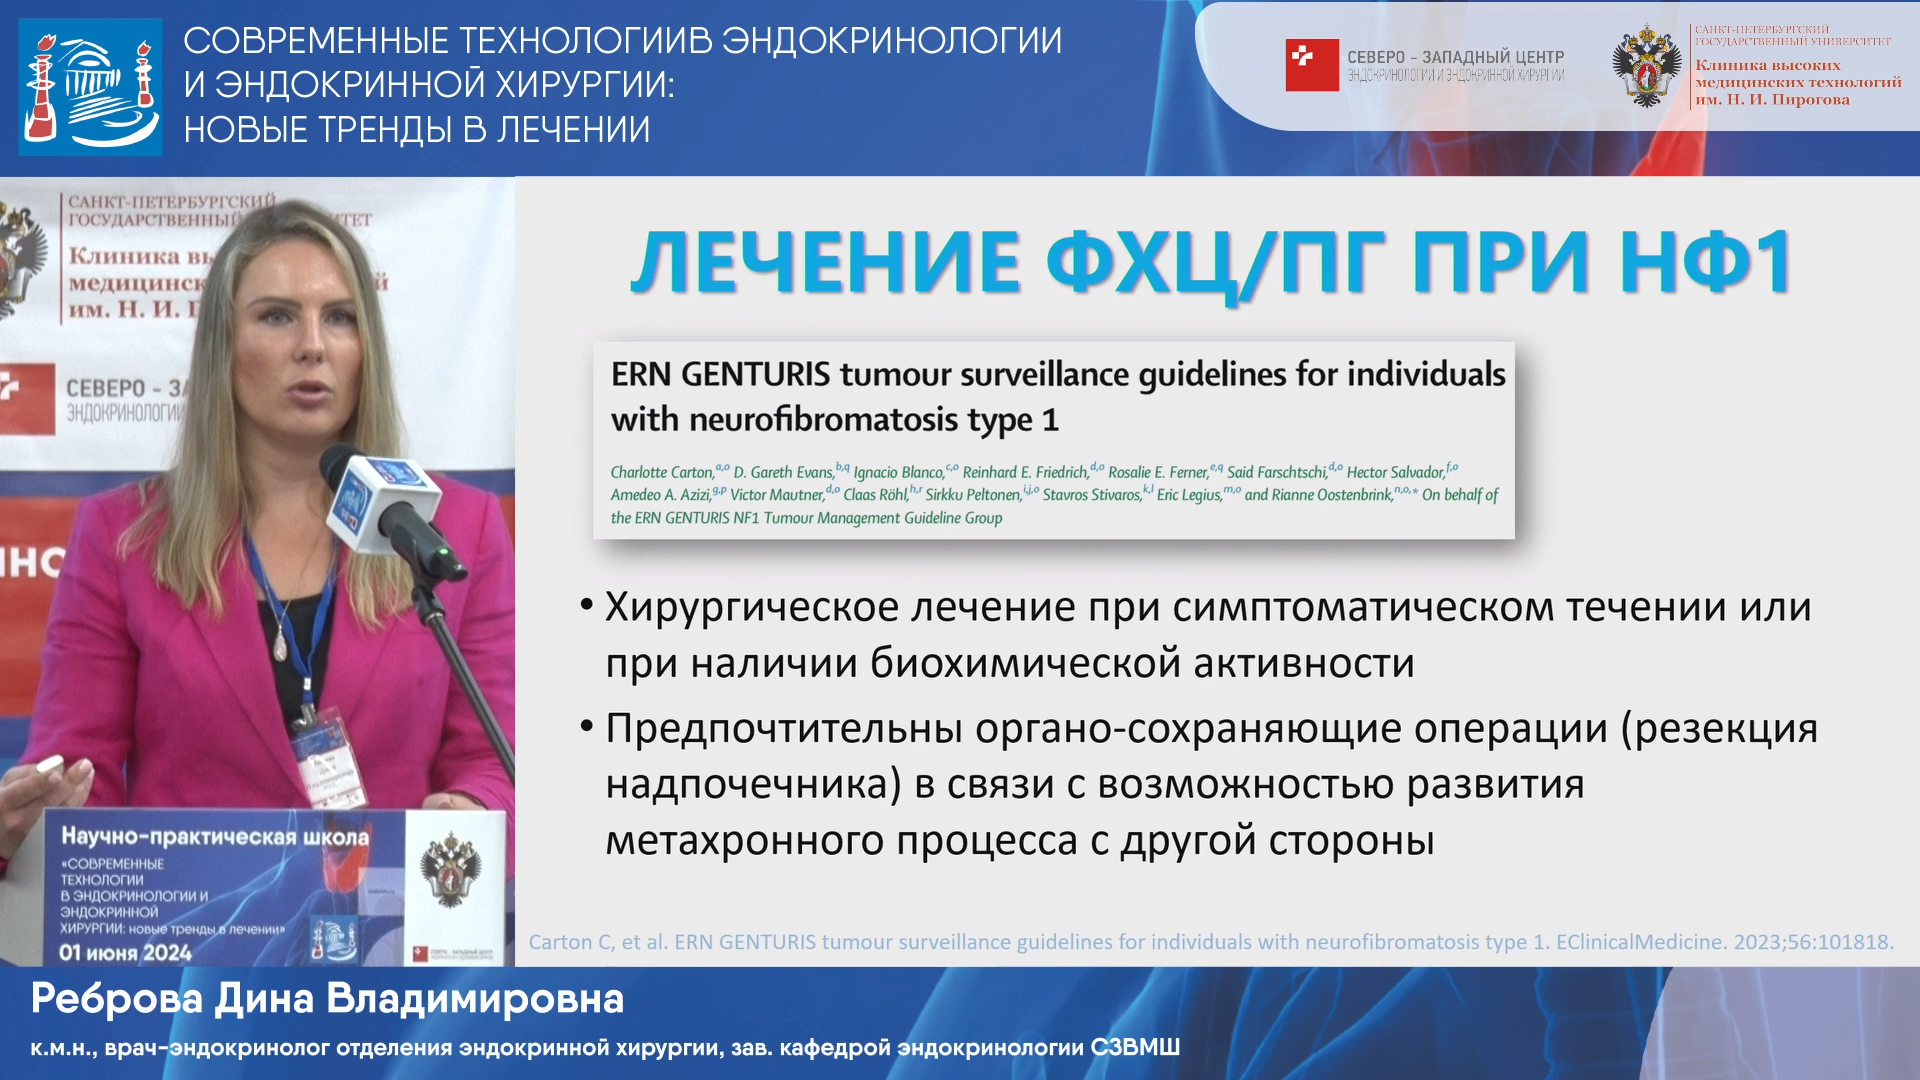 СОВРЕМЕННЫЕ ТЕХНОЛОГИИВ ЭНДОКРИНОЛОГИИ
И ЭНДОКРИННОЙ ХИРУРГИИ:
НОВЫЕ ТРЕНДЫ В ЛЕЧЕНИИ
СЕВЕРО - ЗАПАДНЫЙ ЦЕНТР
ЭНДОКРИНОЛОГИИ И ЭНДОКРИННОЙ ХИРУРГИИ
САНКТ-ПЕТЕРБУРГСКИЙ
ГОСУДАРСТВЕННЫЙ УНИВЕРСИТЕТ
Клиника высоких
медицинских технологий
им. Н. И. Пирогова
САНКТ-ПЕТЕРБУРГСКИЙ
ГОСУДАРСТВЕННЫЙ
Клиника
им. Н. И.
СЕВЕРО -
ЭНДОКРИНОЛОГИИ
ЛЕЧЕНИЕ ФХЦ/ПГ ПРИ НФ1
ERN GENTURIS tumour surveillance guidelines for individuals
with neurofibromatosis type 1
Charlotte Carton,a,o D. Gareth Evans,b,q Ignacio Blanco,c,o Reinhard E. Friedrich,d,o Rosalie E. Ferner,e,q Said Farschtschi,d,o Hector Salvador,f,o
Amedeo A. Azizi,g,p Victor Mautner,d,o Claas Röhl,h,r Sirkku Peltonen,i,j,o Stavros Stivaros,k,l Eric Legius,m,o and Rianne Oostenbrink,n,o,* On behalf of
the ERN GENTURIS NF1 Tumour Management Guideline Group
• Хирургическое лечение при симптоматическом течении или
при наличии биохимической активности
• Предпочтительны органо-сохраняющие операции (резекция
надпочечника) в связи с возможностью развития
метахронного процесса с другой стороны
Carton C, et al. ERN GENTURIS tumour surveillance guidelines for individuals with neurofibromatosis type 1. EClinicalMedicine. 2023;56:101818.
Научно-практическая школа
«СОВРЕМЕННЫЕ
ТЕХНОЛОГИИ
В ЭНДОКРИНОЛОГИИ И
ЭНДОКРИННОЙ
ХИРУРГИИ: новые тренды в лечении»
01 июня 2024
Реброва Дина Владимировна
к.м.н., врач-эндокринолог отделения эндокринной хирургии, зав. кафедрой эндокринологии СЗВМШ